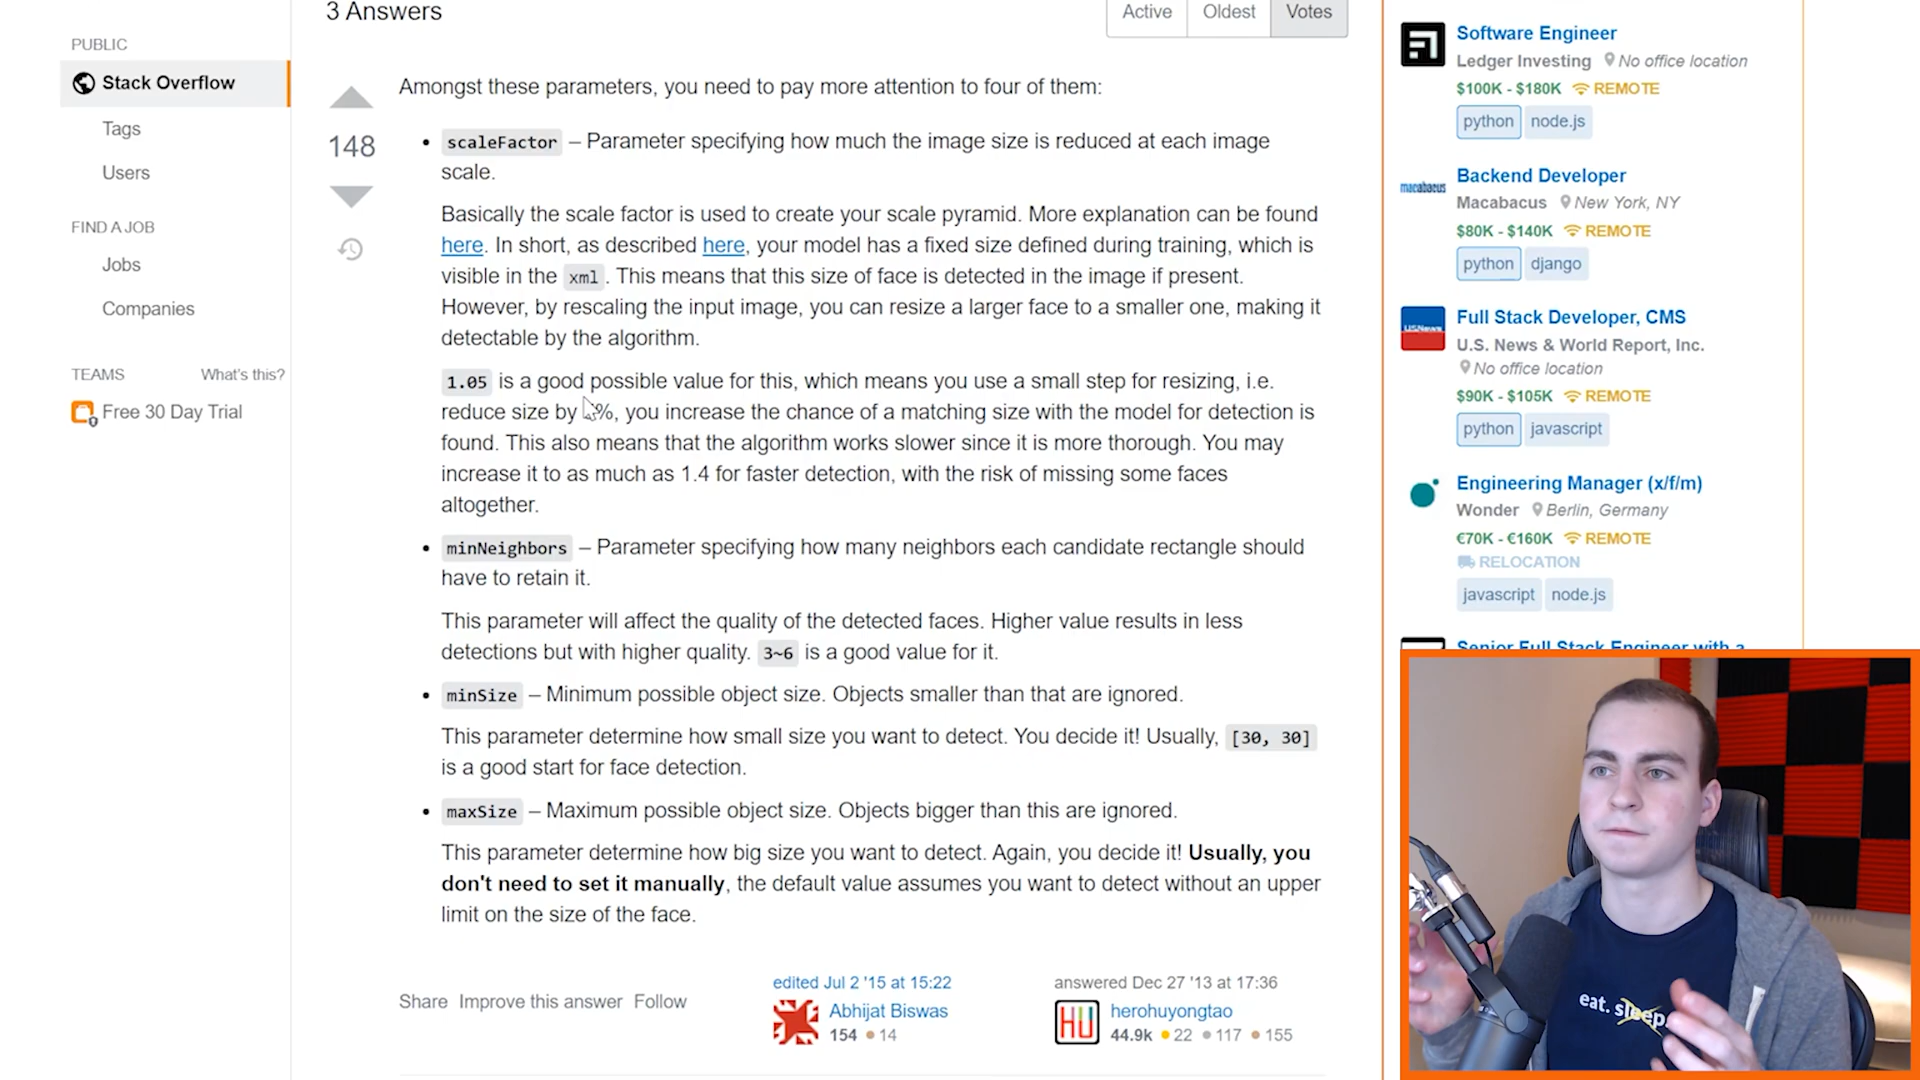 3 Answers
Active
Oldest
Votes
PUBLIC
Stack Overflow
Tags
Users
FIND A JOB
Jobs
Companies
TEAMS
What's this?
Free 30 Day Trial
148
Amongst these parameters, you need to pay more attention to four of them:
• scaleFactor – Parameter specifying how much the image size is reduced at each image
scale.
Basically the scale factor is used to create your scale pyramid. More explanation can be found
here. In short, as described here, your model has a fixed size defined during training, which is
visible in the xml. This means that this size of face is detected in the image if present.
However, by rescaling the input image, you can resize a larger face to a smaller one, making it
detectable by the algorithm.
1.05 is a good possible value for this, which means you use a small step for resizing, i.e.
reduce size by %, you increase the chance of a matching size with the model for detection is
found. This also means that the algorithm works slower since it is more thorough. You may
increase it to as much as 1.4 for faster detection, with the risk of missing some faces
altogether.
• minNeighbors – Parameter specifying how many neighbors each candidate rectangle should
have to retain it.
This parameter will affect the quality of the detected faces. Higher value results in less
detections but with higher quality. 3~6 is a good value for it.
• minSize – Minimum possible object size. Objects smaller than that are ignored.
This parameter determine how small size you want to detect. You decide it! Usually, [30, 30]
is a good start for face detection.
• maxSize – Maximum possible object size. Objects bigger than this are ignored.
This parameter determine how big size you want to detect. Again, you decide it! Usually, you
don't need to set it manually, the default value assumes you want to detect without an upper
limit on the size of the face.
Share Improve this answer Follow
edited Jul 2 '15 at 15:22
Abhijat Biswas
154 • 14
answered Dec 27 '13 at 17:36
HU
herohuyongtao
44.9k • 22 • 117 • 155
Software Engineer
Ledger Investing No office location
$100K - $180K REMOTE
python node.js
macabacus
Backend Developer
Macabacus New York, NY
$80K - $140K REMOTE
python django
USNews
Full Stack Developer, CMS
U.S. News & World Report, Inc.
No office location
$90K - $105K REMOTE
python javascript
Engineering Manager (x/f/m)
Wonder Berlin, Germany
€70K - €160K REMOTE
RELOCATION
javascript node.js
Senior Full Stack Engineer with a
eat. sleep.